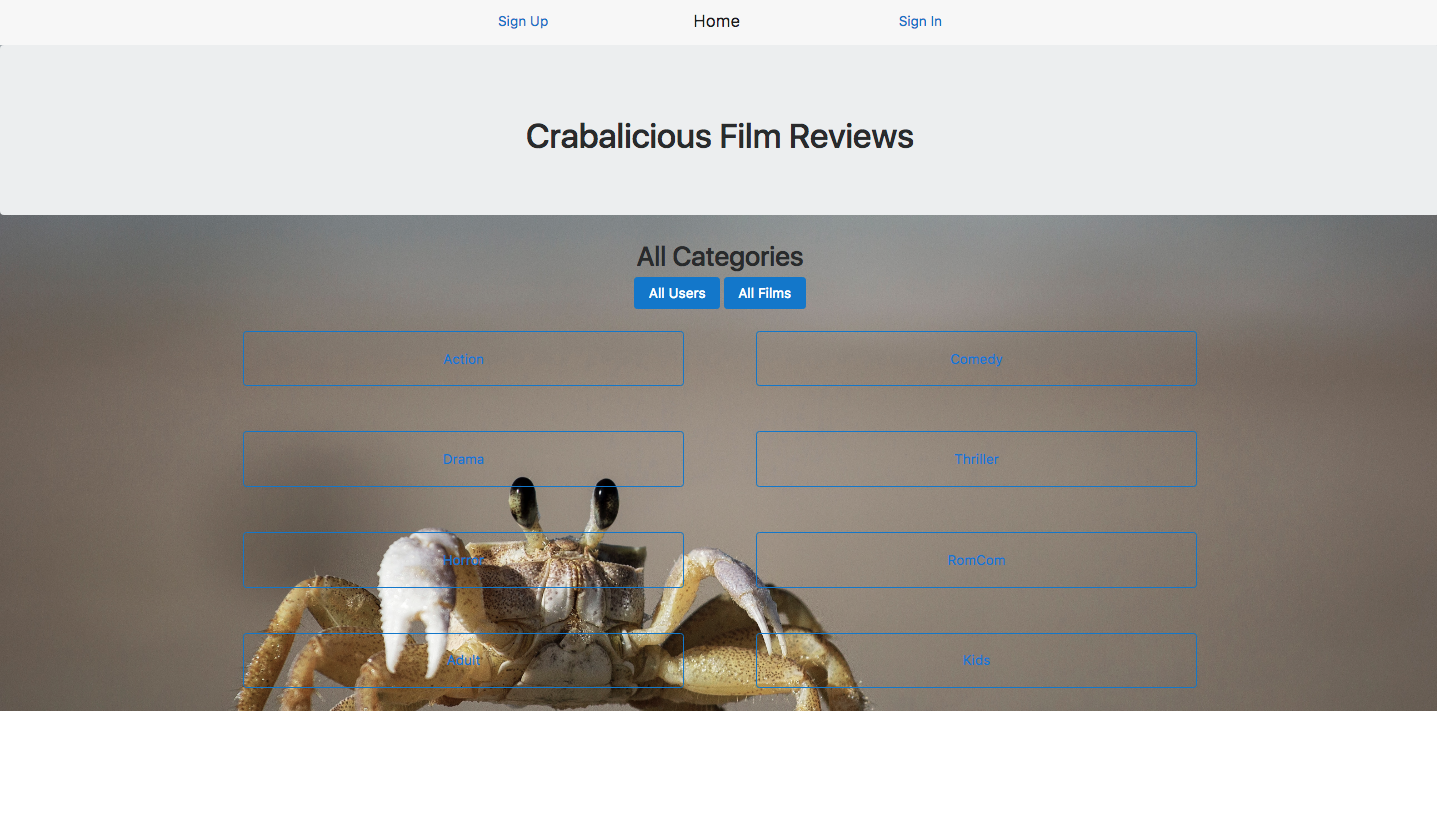 Sign Up Home Sign In
Crabalicious Film Reviews
All Categories
All Users All Films
Action Comedy
Drama Thriller
Horror RomCom
Adult Kids